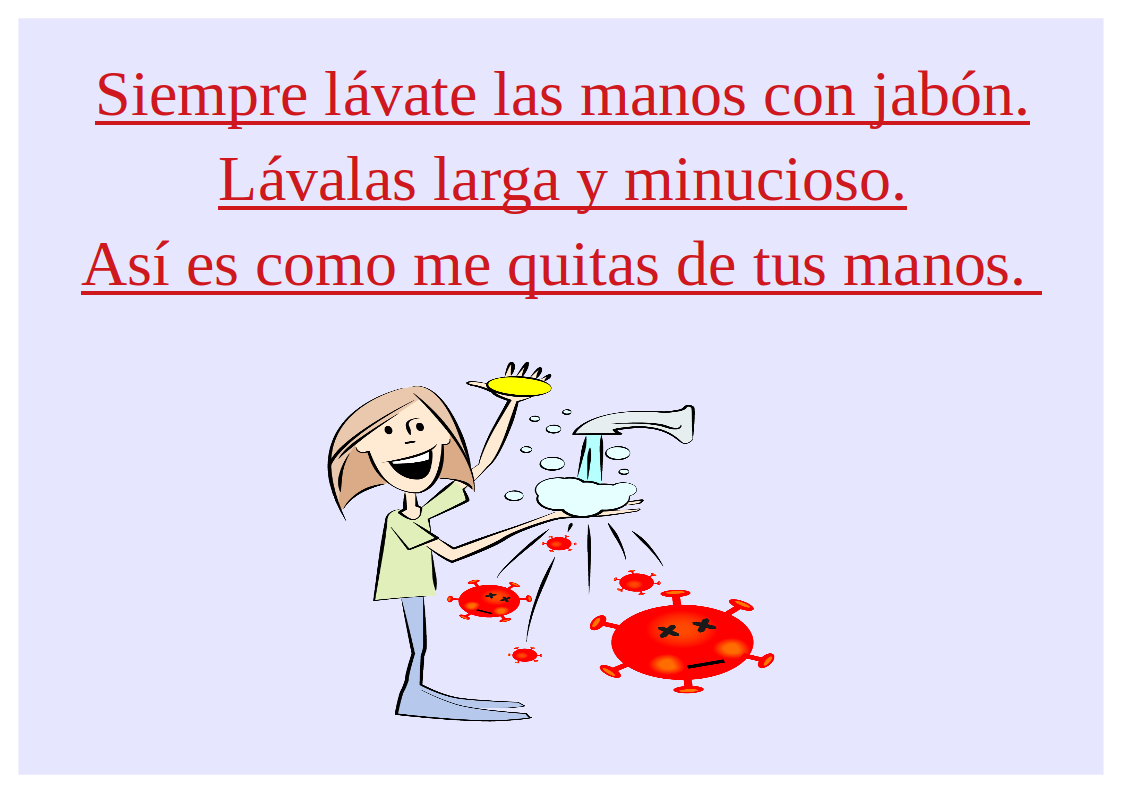 Siempre lávate las manos con jabón.
Lávalas larga y minucioso.
Así es como me quitas de tus manos.